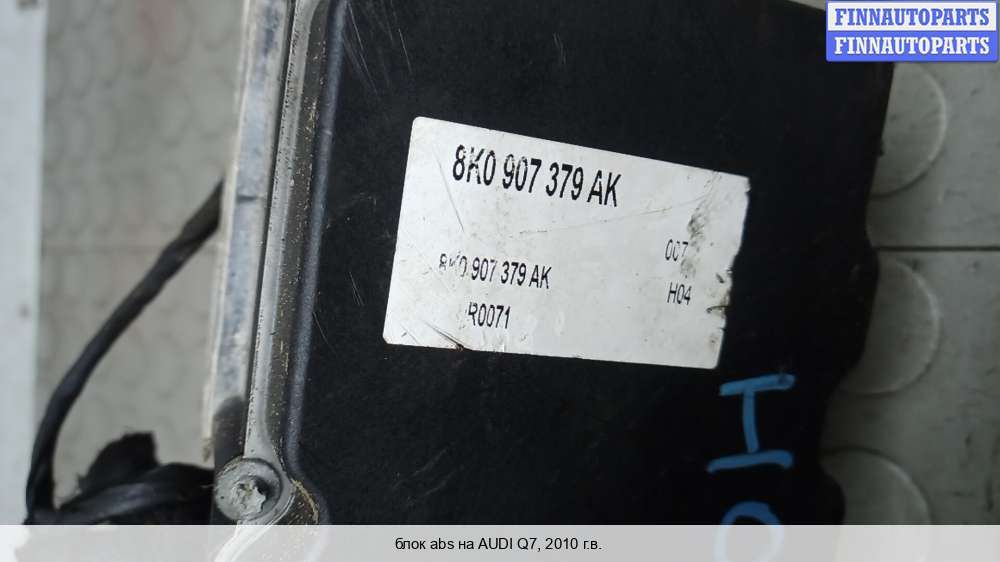 FINNAUTOPARTS
FINNAUTOPARTS
8K0 907 379 AK
007
8K0 907 379 AK
H04
R0071
HO
блок abs на AUDI Q7, 2010 г.в.